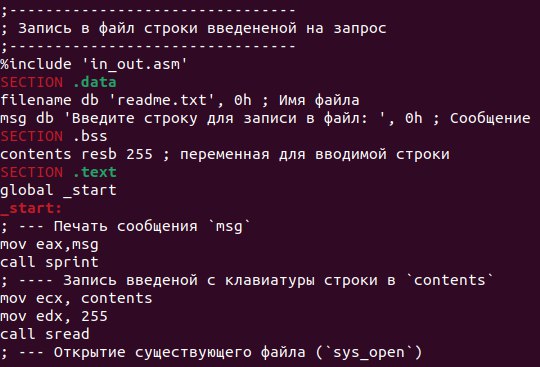 ;--------------------------------
; Запись в файл строки введененой на запрос
;--------------------------------
%include 'in_out.asm'
SECTION .data
filename db 'readme.txt', 0h ; Имя файла
msg db 'Введите строку для записи в файл: ', 0h ; Сообщение
SECTION .bss
contents resb 255 ; переменная для вводимой строки
SECTION .text
global _start
_start:
; --- Печать сообщения `msg`
mov eax,msg
call sprint
; ---- Запись введеной с клавиатуры строки в `contents`
mov ecx, contents
mov edx, 255
call sread
; --- Открытие существующего файла (`sys_open`)